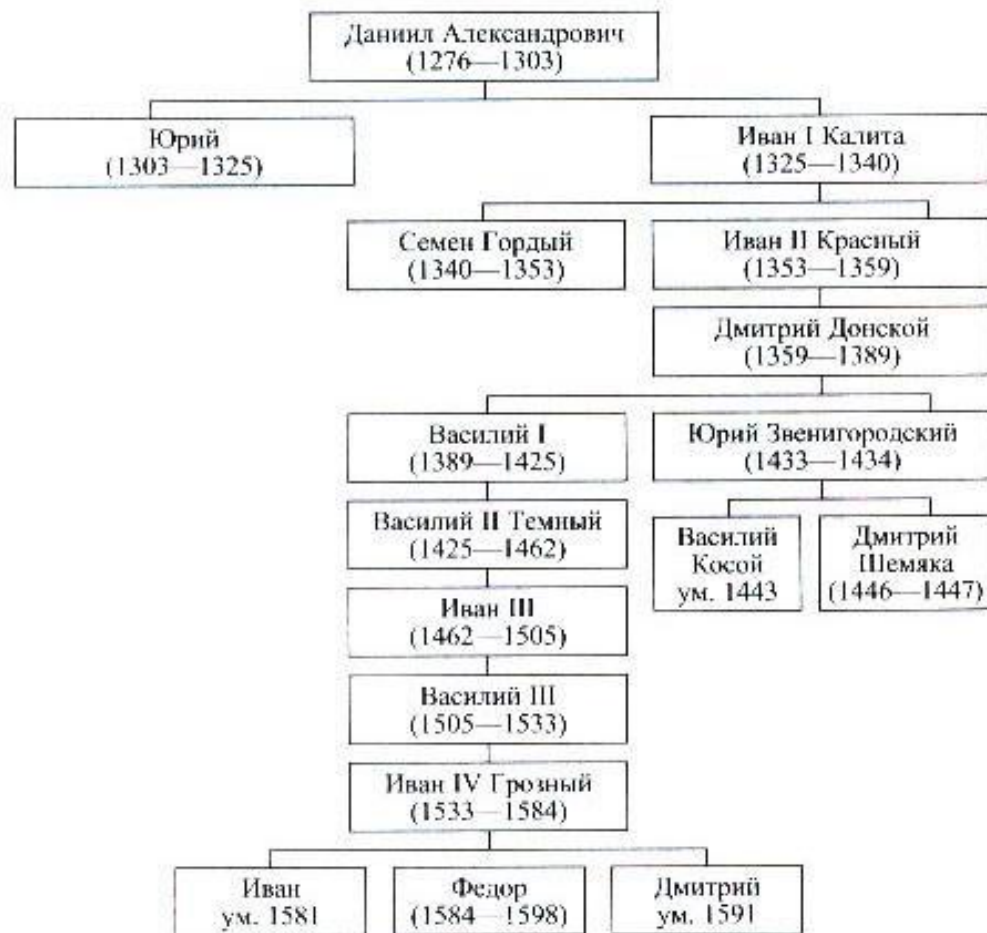 Даниил Александрович
(1276—1303)
Юрий
(1303—1325)
Иван I Калита
(1325—1340)
Семен Гордый
(1340—1353)
Иван II Красный
(1353—1359)
Дмитрий Донской
(1359—1389)
Василий I
(1389—1425)
Юрий Звенигородский
(1433—1434)
Василий II Темный
(1425—1462)
Василий
Косой
ум. 1443
Дмитрий
Шемяка
(1446—1447)
Иван III
(1462—1505)
Василий III
(1505—1533)
Иван IV Грозный
(1533—1584)
Иван
ум. 1581
Федор
(1584—1598)
Дмитрий
ум. 1591